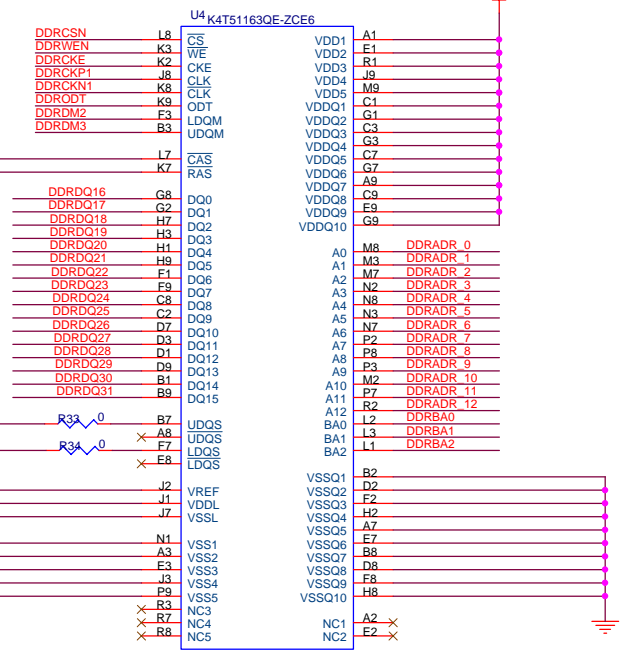 U4 K4T51163QE-ZCE6
DDRCSN L8 CS VDD1 A1
DDRWEN K3 WE VDD2 E1
DDRCKE K2 CKE VDD3 R1
DDRCKP1 J8 CLK VDD4 J9
DDRCKN1 K8 CLK VDD5 M9
DDRODT K9 ODT VDDQ1 C1
DDRDM2 F3 LDQM VDDQ2 G1
DDRDM3 B3 UDQM VDDQ3 C3
VDDQ4 G3
L7 CAS VDDQ5 C7
K7 RAS VDDQ6 G7
VDDQ7 A9
DDRDQ16 G8 DQ0 VDDQ8 C9
DDRDQ17 G2 DQ1 VDDQ9 E9
DDRDQ18 H7 DQ2 VDDQ10 G9
DDRDQ19 H3 DQ3
DDRDQ20 H1 DQ4 A0 M8 DDRADR_0
DDRDQ21 H9 DQ5 A1 M3 DDRADR_1
DDRDQ22 F1 DQ6 A2 M7 DDRADR_2
DDRDQ23 F9 DQ7 A3 N2 DDRADR_3
DDRDQ24 C8 DQ8 A4 N8 DDRADR_4
DDRDQ25 C2 DQ9 A5 N3 DDRADR_5
DDRDQ26 D7 DQ10 A6 N7 DDRADR_6
DDRDQ27 D3 DQ11 A7 P2 DDRADR_7
DDRDQ28 D1 DQ12 A8 P8 DDRADR_8
DDRDQ29 D9 DQ13 A9 P3 DDRADR_9
DDRDQ30 B1 DQ14 A10 M2 DDRADR_10
DDRDQ31 B9 DQ15 A11 P7 DDRADR_11
A12 R2 DDRADR_12
R33 0 B7 UDQS BA0 L2 DDRBA0
A8 UDQS BA1 L3 DDRBA1
R34 0 F7 LDQS BA2 L1 DDRBA2
E8 LDQS
VSSQ1 B2
J2 VREF VSSQ2 D2
J1 VDDL VSSQ3 F2
J7 VSSL VSSQ4 H2
VSSQ5 A7
N1 VSS1 VSSQ6 E7
A3 VSS2 VSSQ7 B8
E3 VSS3 VSSQ8 D8
J3 VSS4 VSSQ9 F8
P9 VSS5 VSSQ10 H8
R3 NC3
R7 NC4 NC1 A2
R8 NC5 NC2 E2